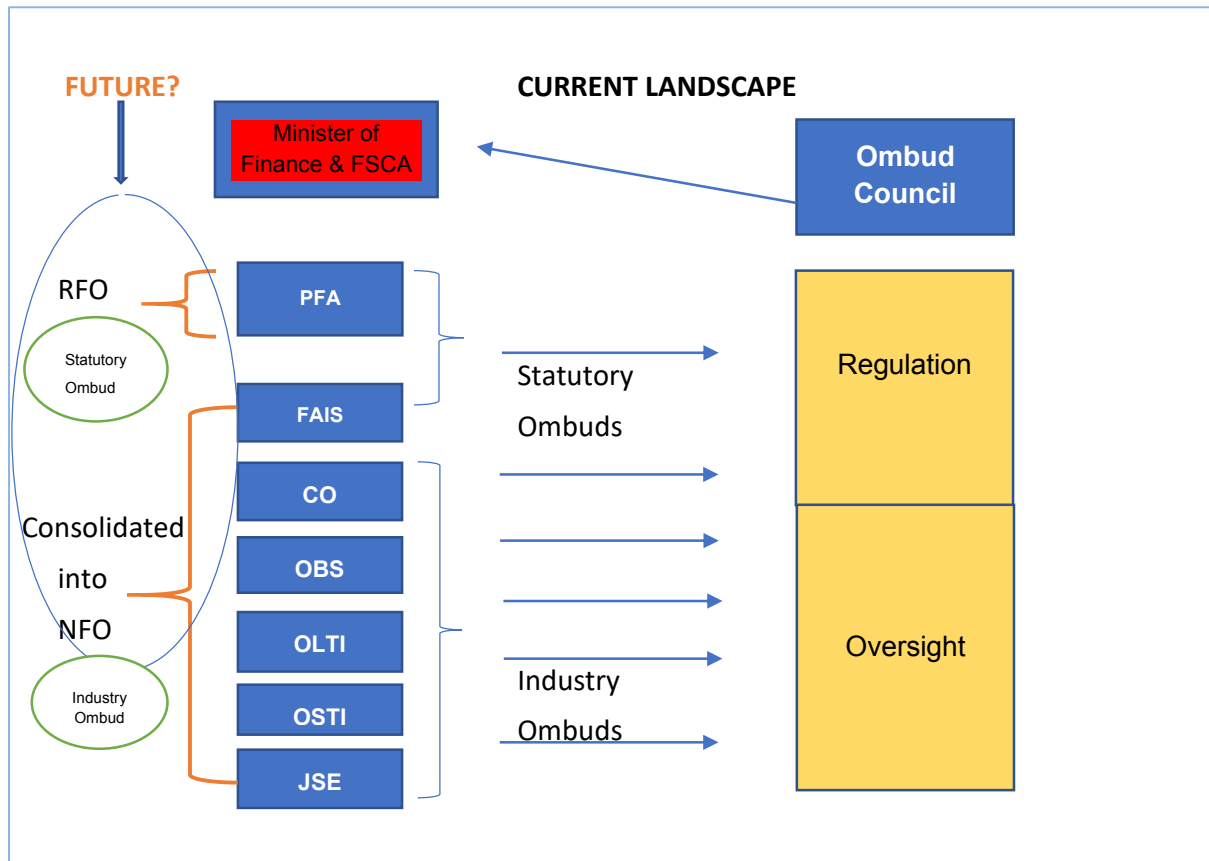 FUTURE?
CURRENT LANDSCAPE
Minister of
Finance & FSCA
Ombud
Council
RFO
Statutory
Ombud
Consolidated
into
NFO
Industry
Ombud
PFA
FAIS
CO
OBS
OLTI
OSTI
JSE
Statutory
Ombuds
Industry
Ombuds
Regulation
Oversight